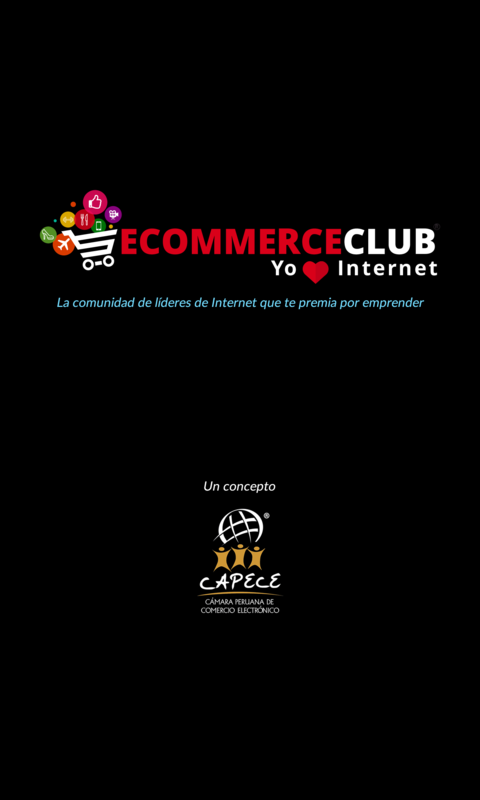 ECOMMERCECLUB®
Yo Internet
La comunidad de líderes de Internet que te premia por emprender
Un concepto
®
CAPECE
CÁMARA PERUANA DE
COMERCIO ELECTRÓNICO